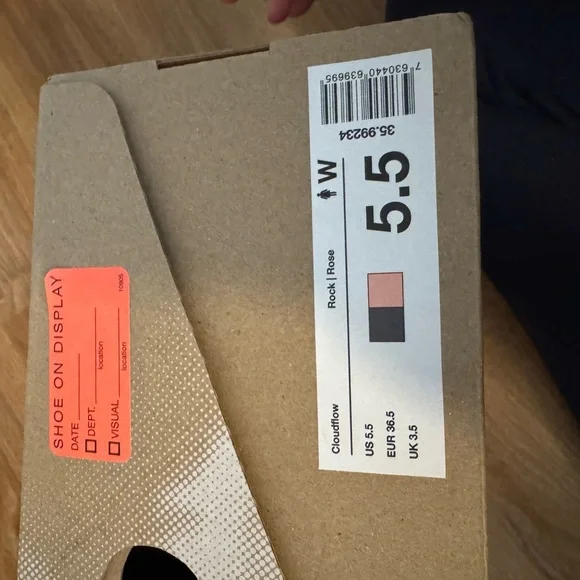 SHOE ON DISPLAY
DATE
DEPT.
location
VISUAL
location
10905
Cloudflow
Rock | Rose
W
US 5.5
EUR 36.5
UK 3.5
5.5
35.99234
7 630440 639695